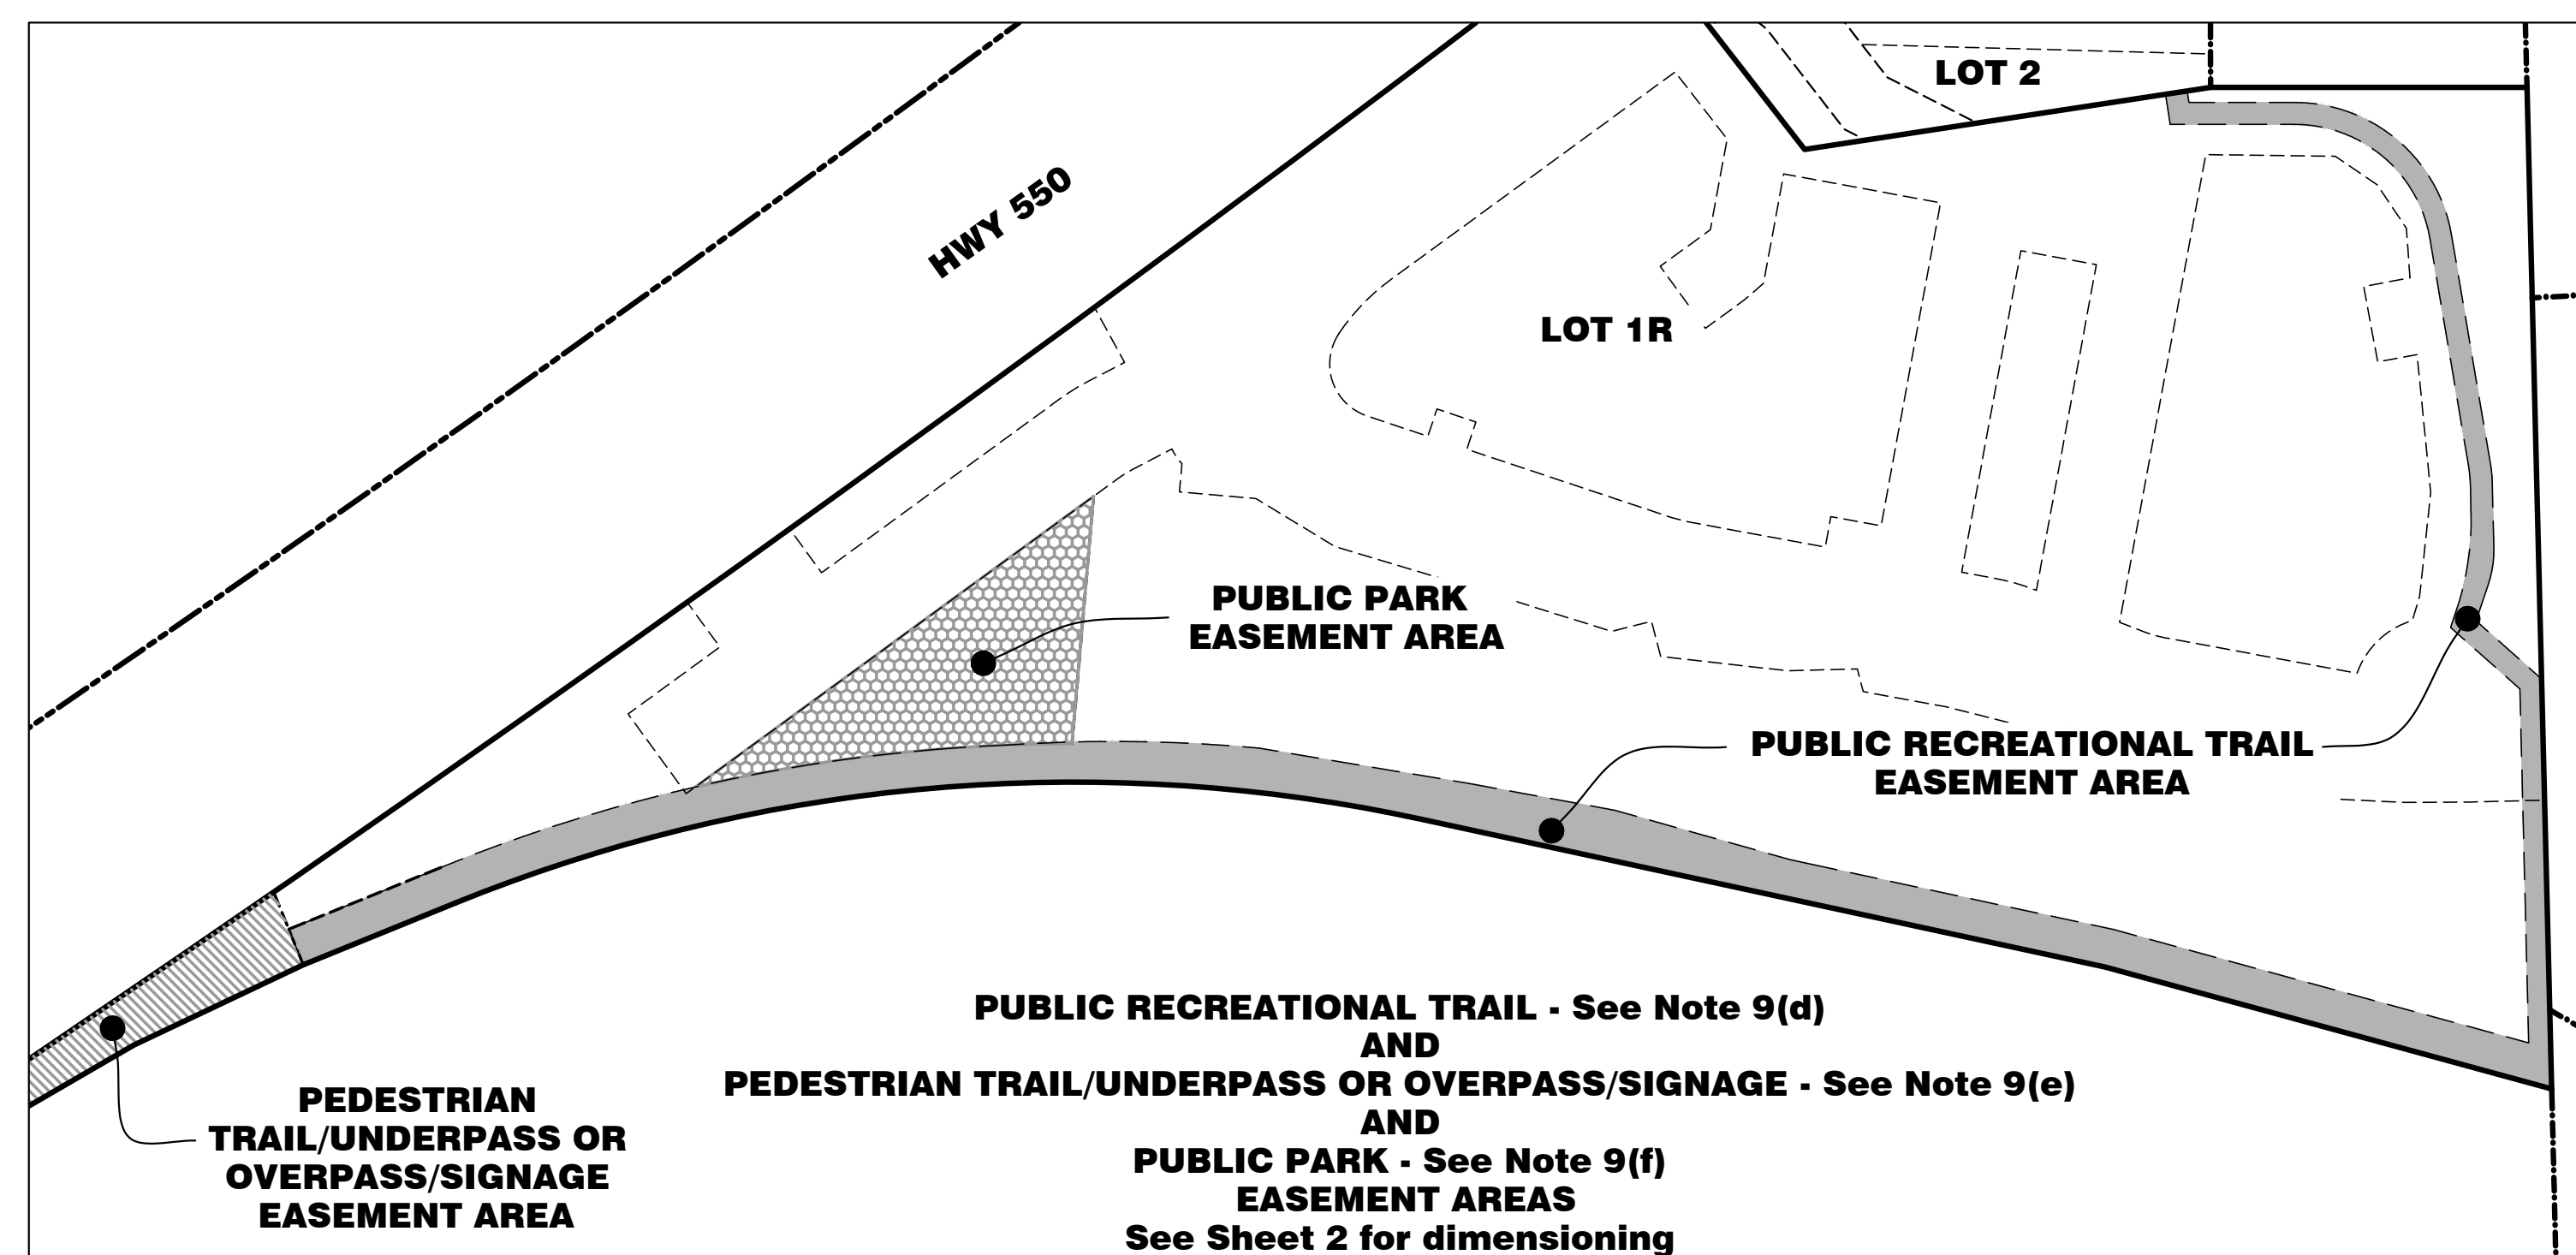 LOT 2
HWY 550
LOT 1R
PUBLIC PARK
EASEMENT AREA
PUBLIC RECREATIONAL TRAIL
EASEMENT AREA
PUBLIC RECREATIONAL TRAIL - See Note 9(d)
AND
PEDESTRIAN TRAIL/UNDERPASS OR OVERPASS/SIGNAGE - See Note 9(e)
AND
PUBLIC PARK - See Note 9(f)
EASEMENT AREAS
See Sheet 2 for dimensioning
PEDESTRIAN
TRAIL/UNDERPASS OR
OVERPASS/SIGNAGE
EASEMENT AREA